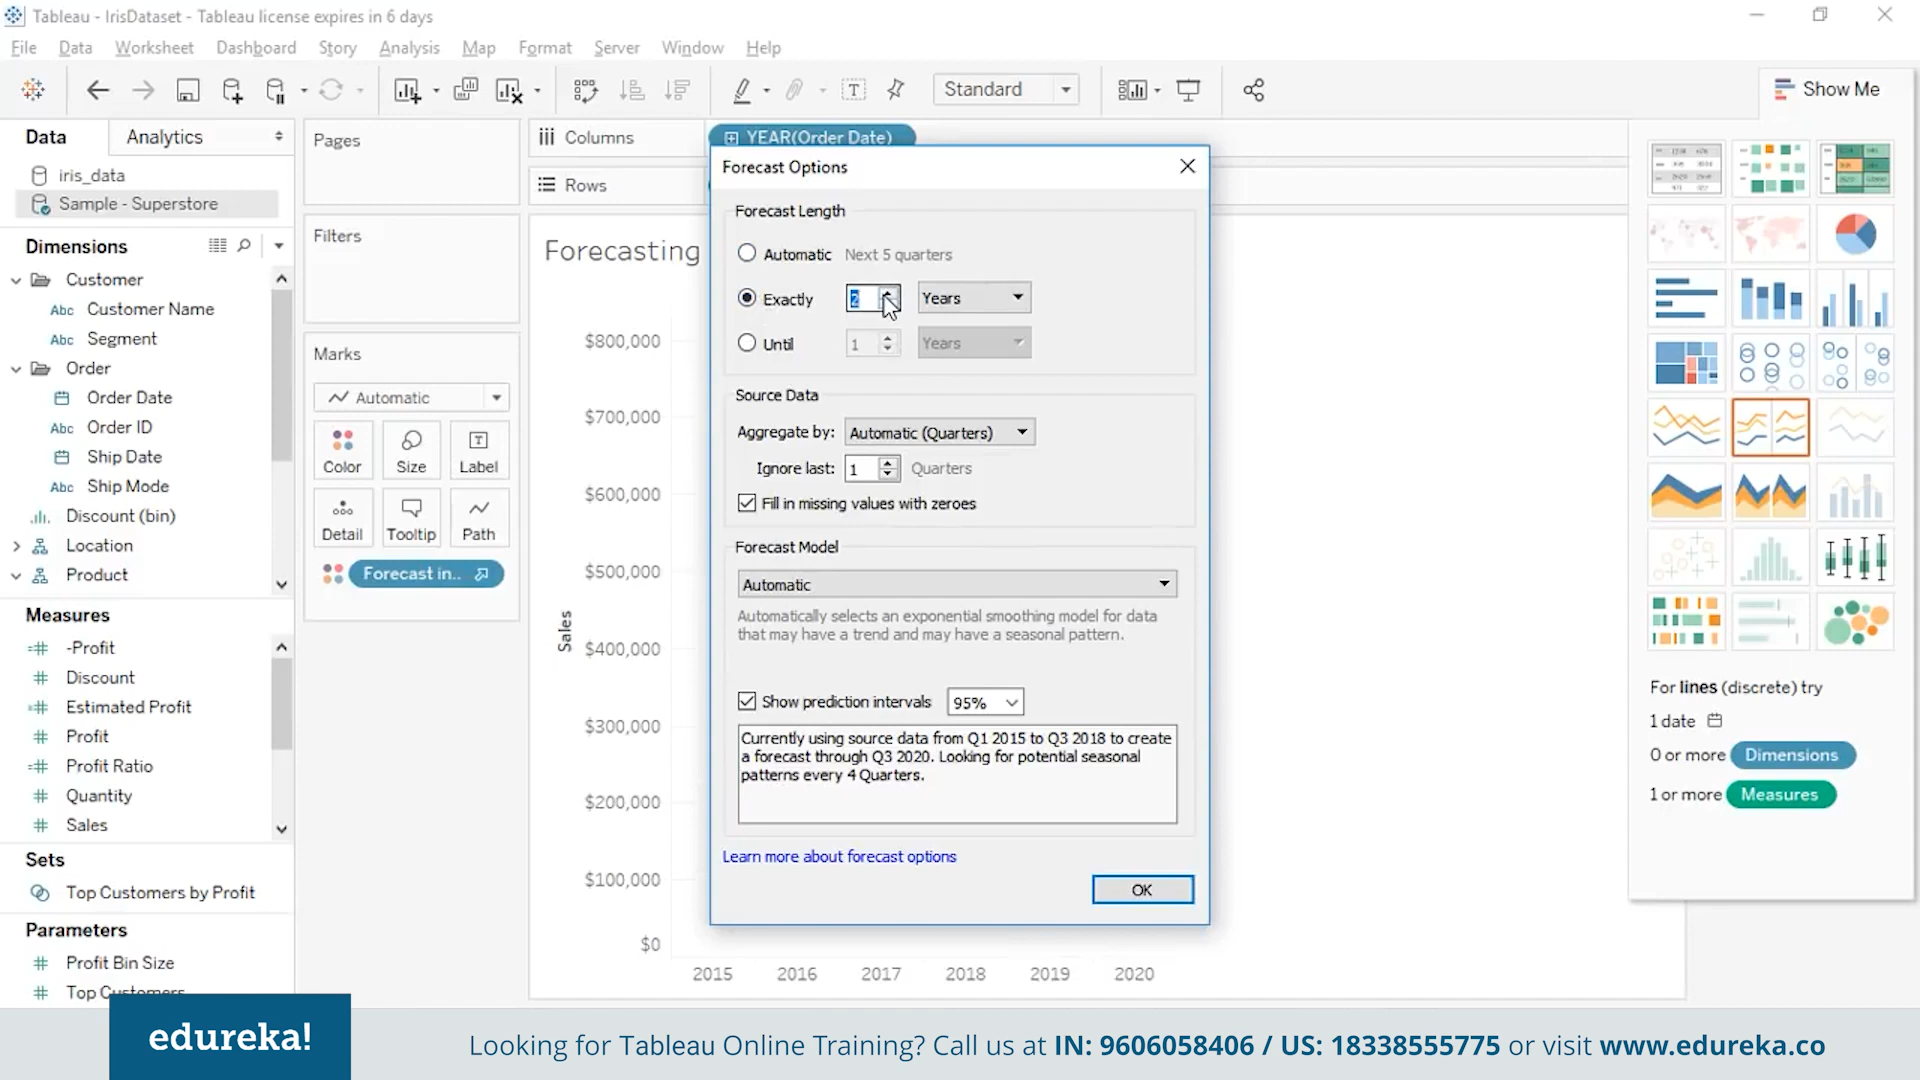 Tableau - IrisDataset - Tableau license expires in 6 days
File Data Worksheet Dashboard Story Analysis Map Format Server Window Help
Standard
Show Me
Data
Analytics
iris_data
Sample - Superstore
Dimensions
Customer
Abc Customer Name
Abc Segment
Order
Order Date
Abc Order ID
Ship Date
Abc Ship Mode
Discount (bin)
Location
Product
Measures
-Profit
Discount
Estimated Profit
Profit
Profit Ratio
Quantity
Sales
Sets
Top Customers by Profit
Parameters
Profit Bin Size
Top Customers
Pages
Filters
Marks
Automatic
Color
Size
Label
Detail
Tooltip
Path
Forecast in..
Columns
YEAR(Order Date)
Rows
Forecasting
Sales
$800,000
$700,000
$600,000
$500,000
$400,000
$300,000
$200,000
$100,000
$0
2015 2016 2017 2018 2019 2020
Forecast Options
Forecast Length
Automatic Next 5 quarters
Exactly 2 Years
Until 1 Years
Source Data
Aggregate by: Automatic (Quarters)
Ignore last: 1 Quarters
Fill in missing values with zeroes
Forecast Model
Automatic
Automatically selects an exponential smoothing model for data
that may have a trend and may have a seasonal pattern.
Show prediction intervals 95%
Currently using source data from Q1 2015 to Q3 2018 to create
a forecast through Q3 2020. Looking for potential seasonal
patterns every 4 Quarters.
Learn more about forecast options
OK
For lines (discrete) try
1 date
0 or more Dimensions
1 or more Measures
edureka!
Looking for Tableau Online Training? Call us at IN: 9606058406 / US: 18338555775 or visit www.edureka.co